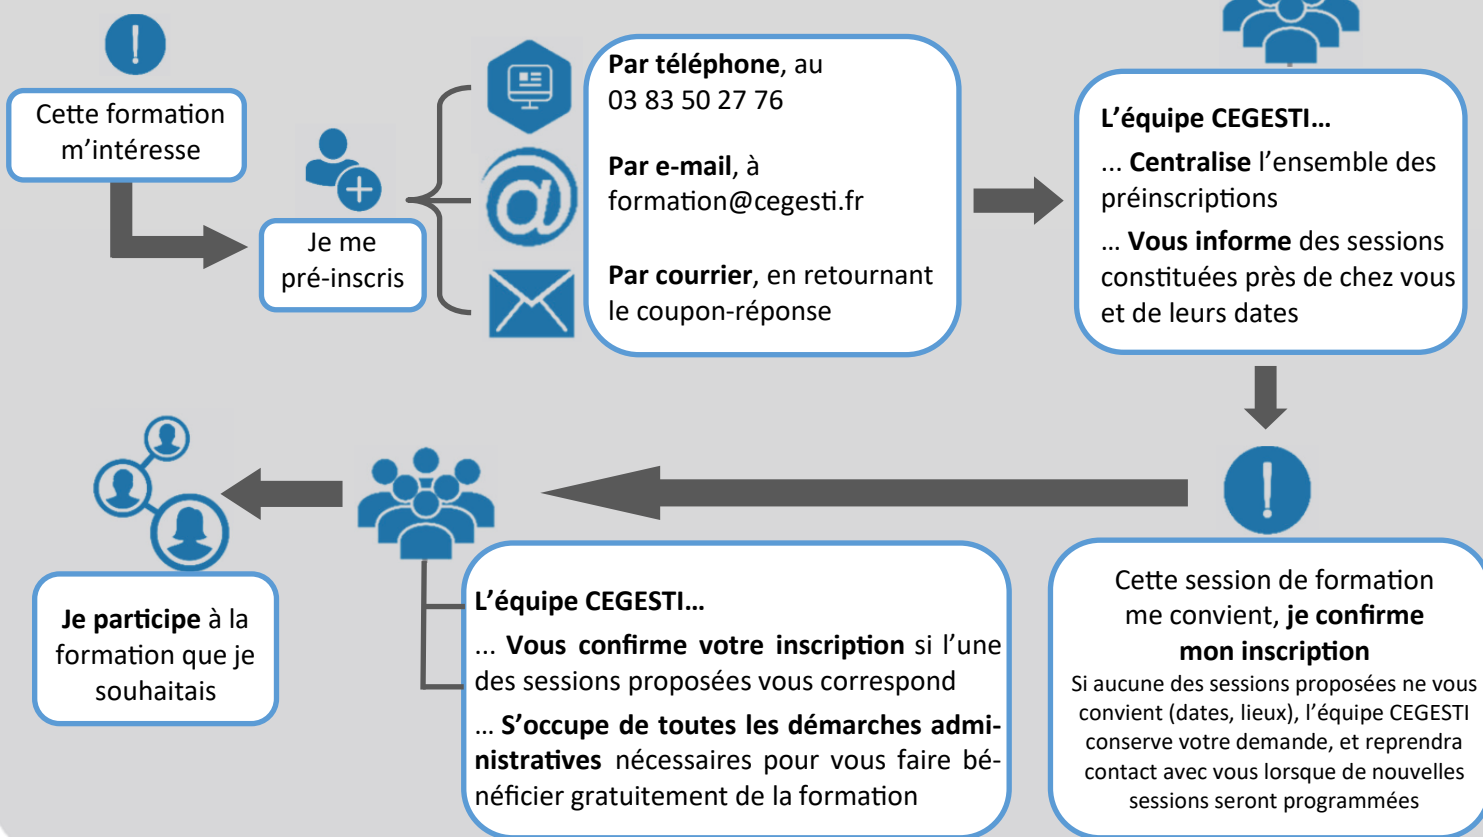 Cette formation
m’intéresse
Je me
pré-inscris
Par téléphone, au
03 83 50 27 76
Par e-mail, à
formation@cegesti.fr
Par courrier, en retournant
le coupon-réponse
L’équipe CEGESTI…
... Centralise l’ensemble des
préinscriptions
... Vous informe des sessions
constituées près de chez vous
et de leurs dates
Cette session de formation
me convient, je confirme
mon inscription
Si aucune des sessions proposées ne vous
convient (dates, lieux), l’équipe CEGESTI
conserve votre demande, et reprendra
contact avec vous lorsque de nouvelles
sessions seront programmées
L’équipe CEGESTI…
... Vous confirme votre inscription si l’une
des sessions proposées vous correspond
... S’occupe de toutes les démarches admi-
nistratives nécessaires pour vous faire bé-
néficier gratuitement de la formation
Je participe à la
formation que je
souhaitais